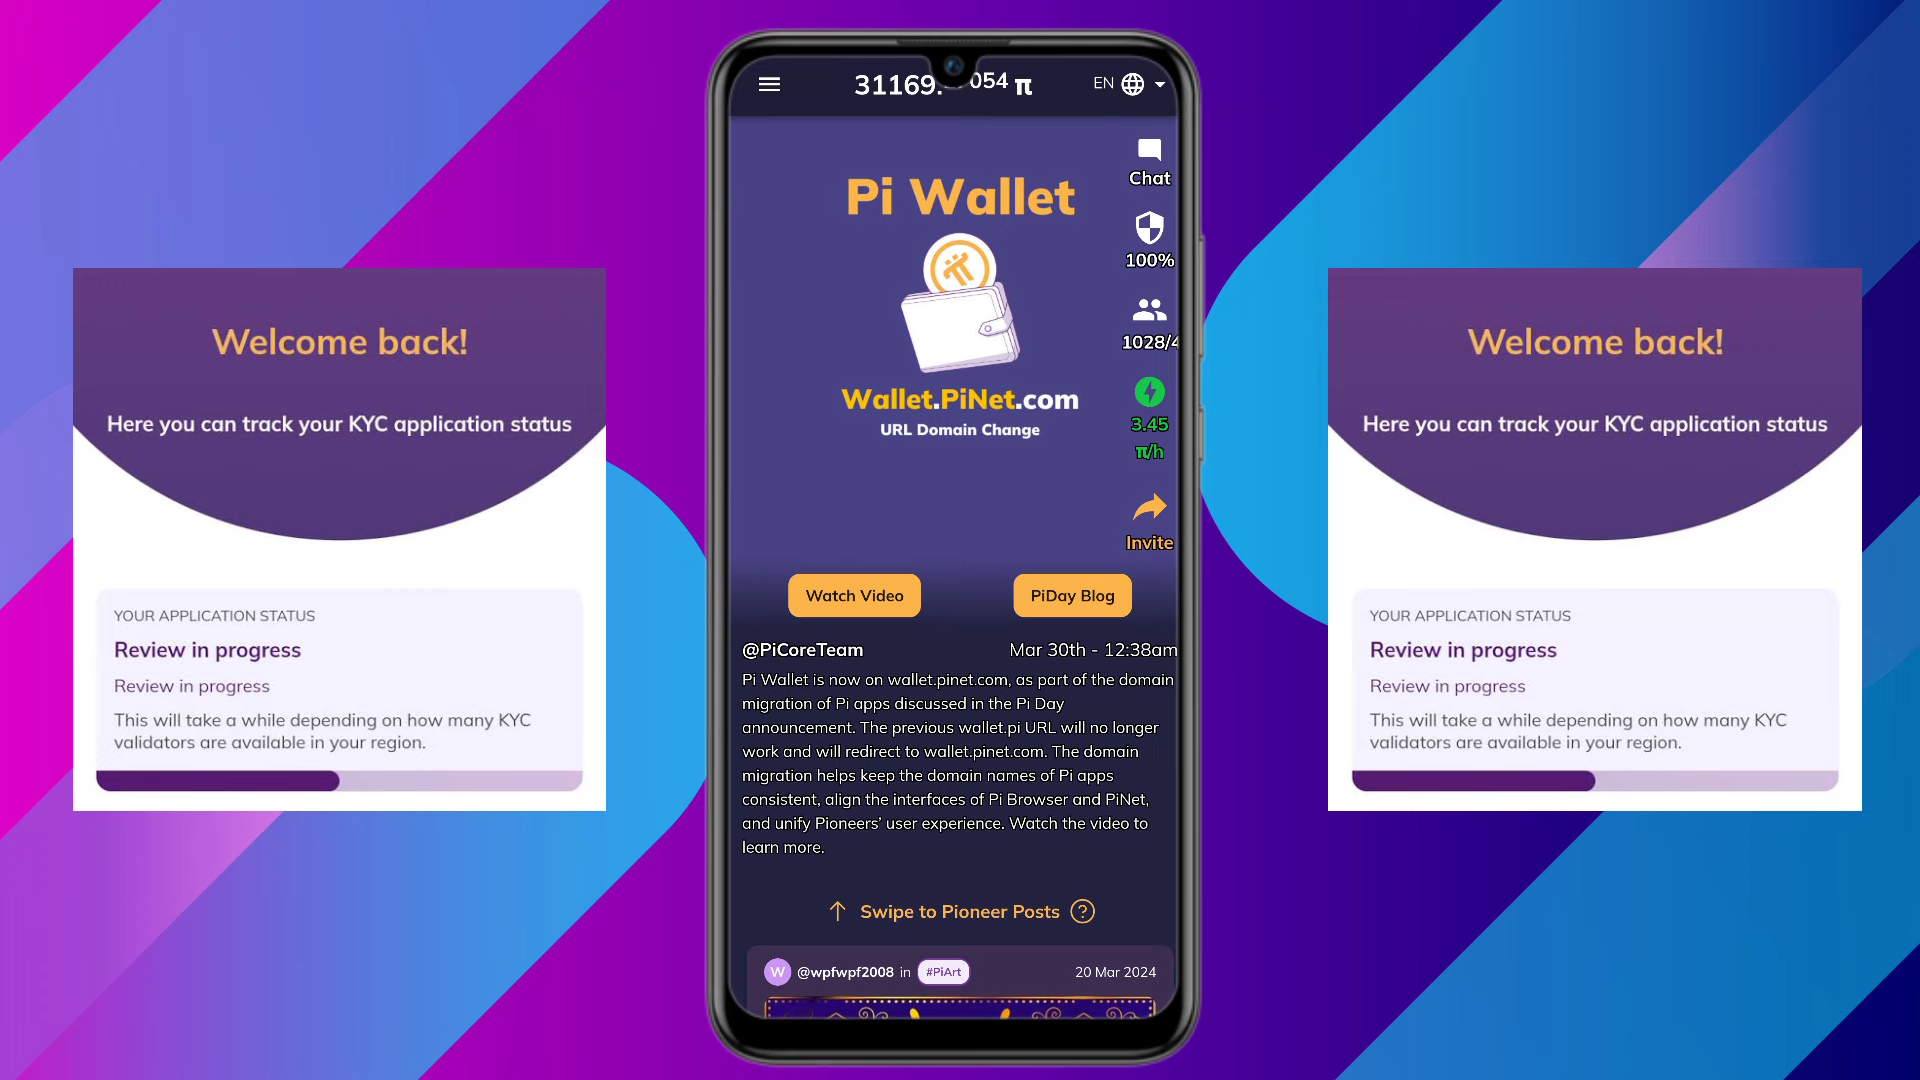 Welcome back!
Here you can track your KYC application status
YOUR APPLICATION STATUS
Review in progress
Review in progress
This will take a while depending on how many KYC
validators are available in your region.
31169. 054 π
EN
Chat
100%
1028/4
3.45
π/h
Invite
Pi Wallet
Wallet.PiNet.com
URL Domain Change
Watch Video
PiDay Blog
@PiCoreTeam
Mar 30th - 12:38am
Pi Wallet is now on wallet.pinet.com, as part of the domain
migration of Pi apps discussed in the Pi Day
announcement. The previous wallet.pi URL will no longer
work and will redirect to wallet.pinet.com. The domain
migration helps keep the domain names of Pi apps
consistent, align the interfaces of Pi Browser and PiNet,
and unify Pioneers’ user experience. Watch the video to
learn more.
Swipe to Pioneer Posts ?
W @wpfwpf2008 in #PiArt 20 Mar 2024
Welcome back!
Here you can track your KYC application status
YOUR APPLICATION STATUS
Review in progress
Review in progress
This will take a while depending on how many KYC
validators are available in your region.